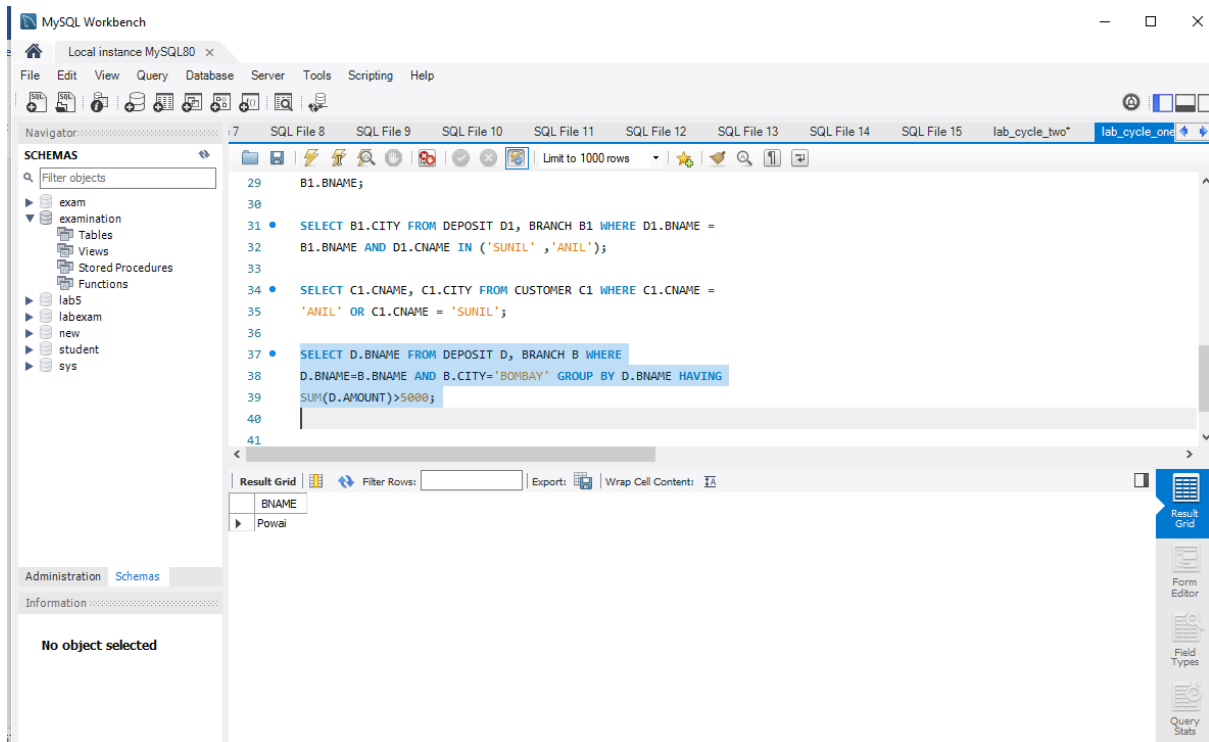 MySQL Workbench
Local instance MySQL80
File Edit View Query Database Server Tools Scripting Help
Navigator
7 SQL File 8 SQL File 9 SQL File 10 SQL File 11 SQL File 12 SQL File 13 SQL File 14 SQL File 15 lab_cycle_two* lab_cycle_one
SCHEMAS
Limit to 1000 rows
Filter objects
exam
examination
Tables
Views
Stored Procedures
Functions
lab5
labexam
new
student
sys
29 B1.BNAME;
30
31 SELECT B1.CITY FROM DEPOSIT D1, BRANCH B1 WHERE D1.BNAME =
32 B1.BNAME AND D1.CNAME IN ('SUNIL' ,'ANIL');
33
34 SELECT C1.CNAME, C1.CITY FROM CUSTOMER C1 WHERE C1.CNAME =
35 'ANIL' OR C1.CNAME = 'SUNIL';
36
37 SELECT D.BNAME FROM DEPOSIT D, BRANCH B WHERE
38 D.BNAME=B.BNAME AND B.CITY='BOMBAY' GROUP BY D.BNAME HAVING
39 SUM(D.AMOUNT)>5000;
40
41
Result Grid Filter Rows: Export: Wrap Cell Content:
BNAME
Powai
Result
Grid
Form
Editor
Field
Types
Query
Stats
Administration Schemas
Information
No object selected